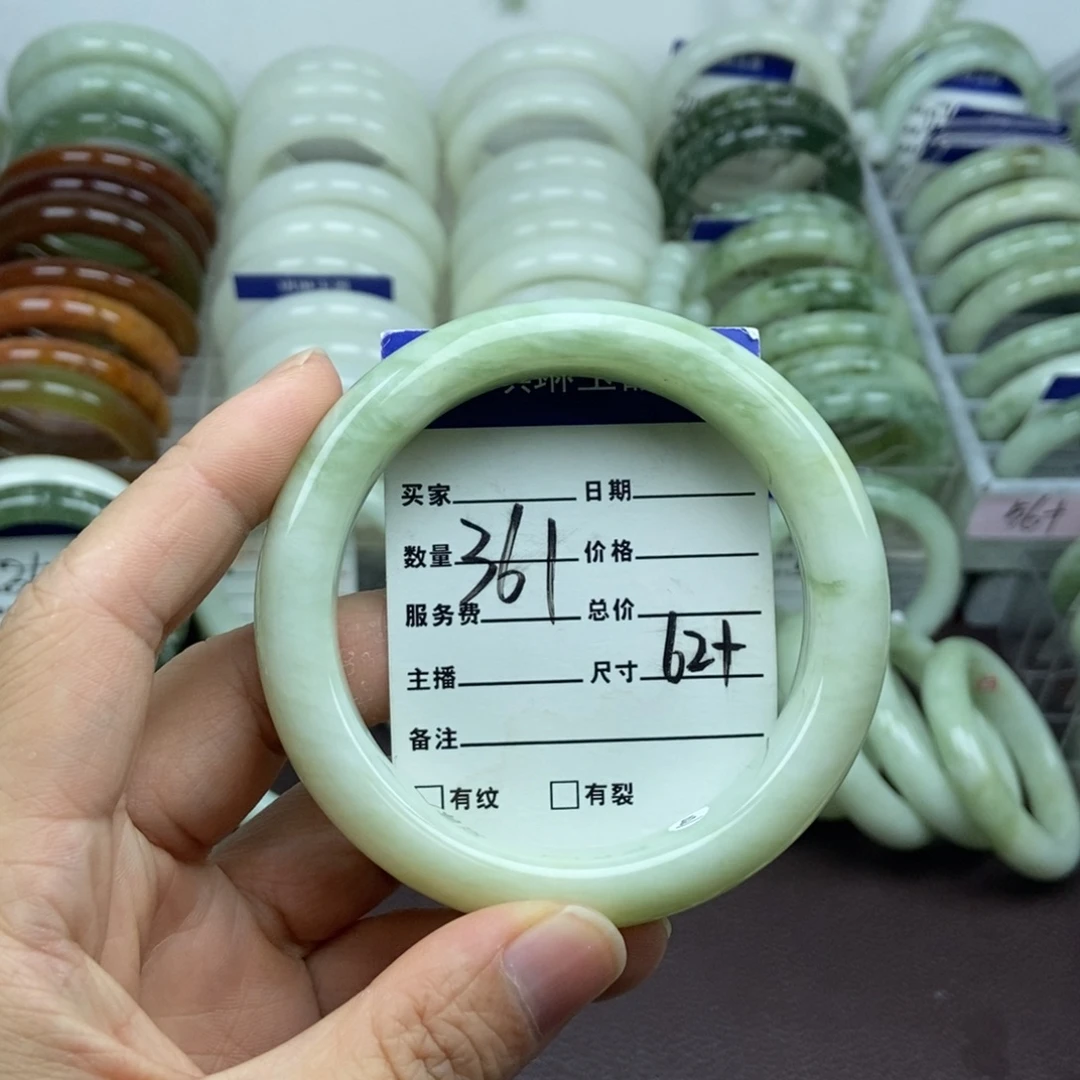 买家 日期
数量 361 价格
服务费 总价
主播 尺寸 62+
备注
有纹 有裂
56+